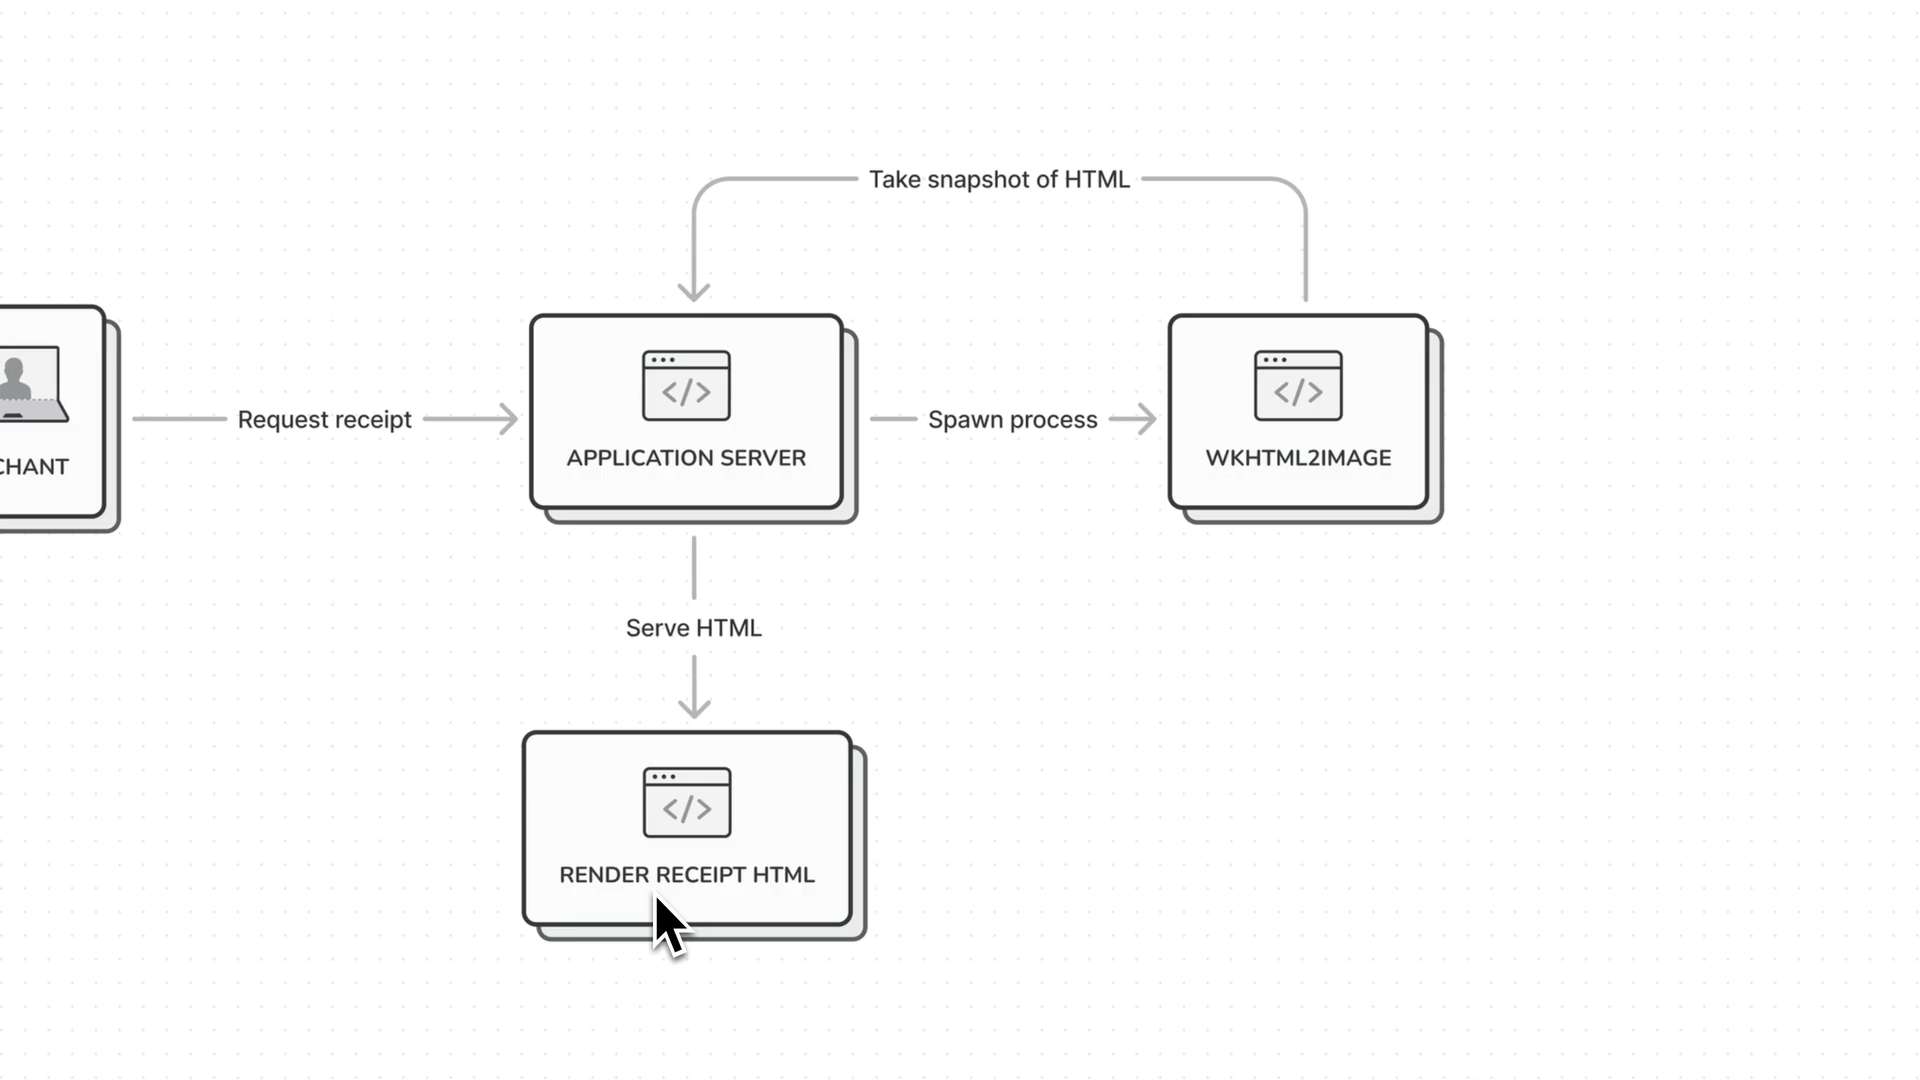 Take snapshot of HTML
CHANT
Request receipt
APPLICATION SERVER
Spawn process
WKHTML2IMAGE
Serve HTML
RENDER RECEIPT HTML